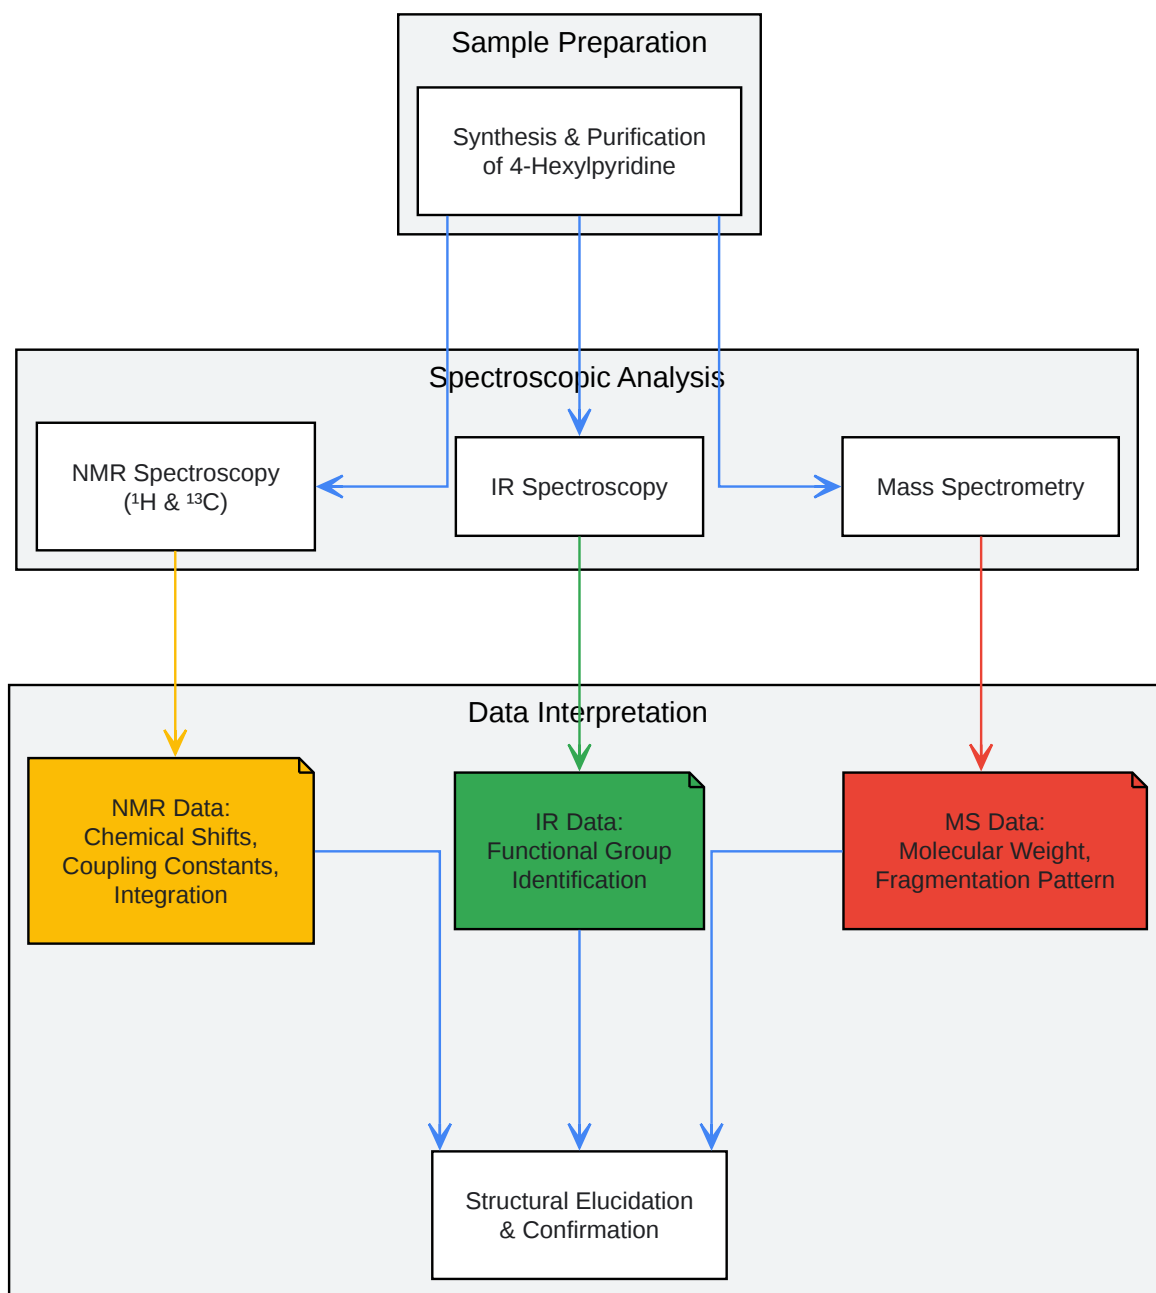 Sample Preparation
Synthesis & Purification
of 4-Hexylpyridine
Spectroscopic Analysis
NMR Spectroscopy
(¹H & ¹³C)
IR Spectroscopy
Mass Spectrometry
Data Interpretation
NMR Data:
Chemical Shifts,
Coupling Constants,
Integration
IR Data:
Functional Group
Identification
MS Data:
Molecular Weight,
Fragmentation Pattern
Structural Elucidation
& Confirmation